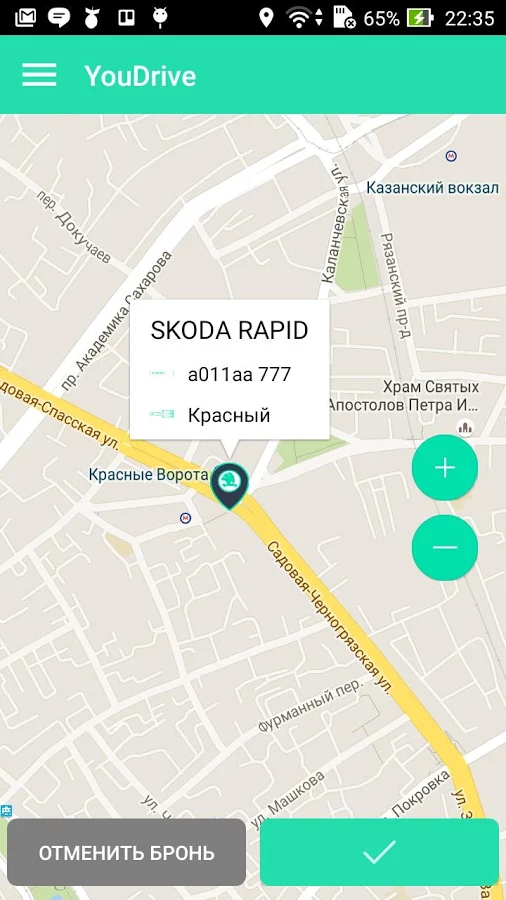 65% 22:35
YouDrive
Казанский вокзал
пер. Докучаев
Каланчевская ул.
Рязанский пр-д
пр. Академика Сахарова
SKODA RAPID
а011аа 777
Красный
Храм Святых
Апостолов Петра И...
довая-Спасская ул.
Красные Ворота
Садовая-Черногрязская ул.
Фурманный пер.
ул. Машкова
Покровка
ул. Ч
ул. З
ОТМЕНИТЬ БРОНЬ